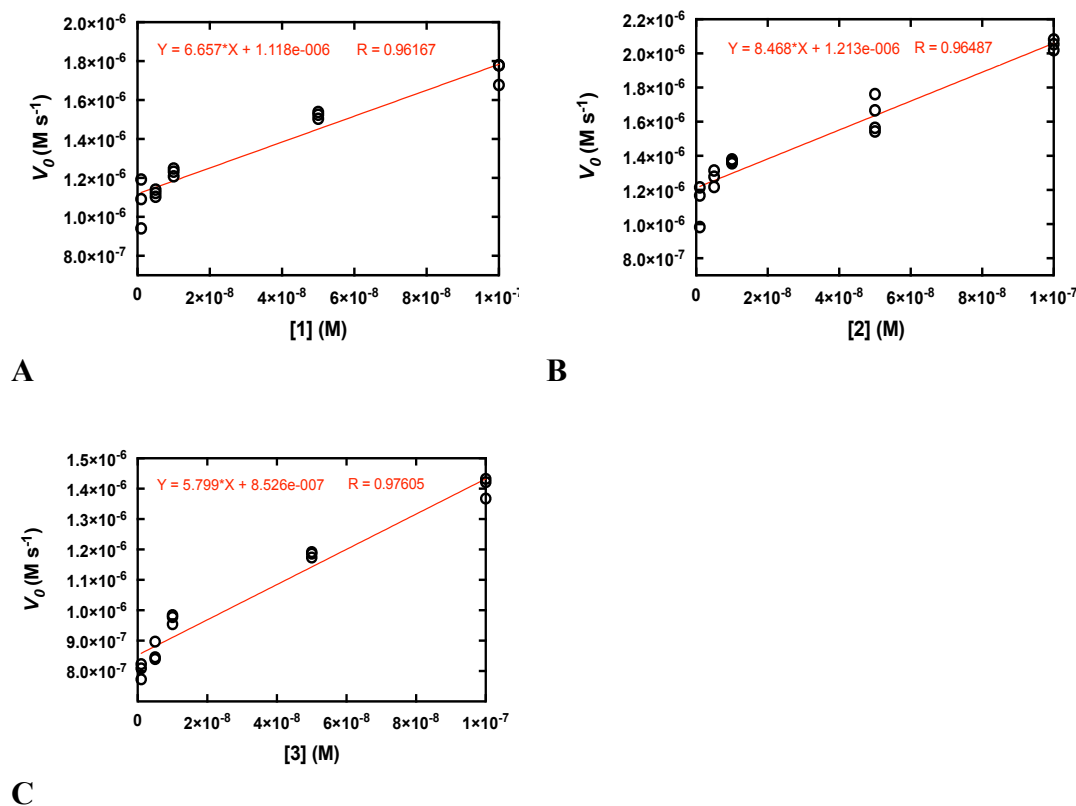 2.0×10⁻⁶
1.8×10⁻⁶
1.6×10⁻⁶
1.4×10⁻⁶
1.2×10⁻⁶
1.0×10⁻⁶
8.0×10⁻⁷
V₀ (M s⁻¹)
Y = 6.657*X + 1.118e-006 R = 0.96167
0 2×10⁻⁸ 4×10⁻⁸ 6×10⁻⁸ 8×10⁻⁸ 1×10⁻⁷
[1] (M)
A
2.2×10⁻⁶
2.0×10⁻⁶
1.8×10⁻⁶
1.6×10⁻⁶
1.4×10⁻⁶
1.2×10⁻⁶
1.0×10⁻⁶
8.0×10⁻⁷
V₀ (M s⁻¹)
Y = 8.468*X + 1.213e-006 R = 0.96487
0 2×10⁻⁸ 4×10⁻⁸ 6×10⁻⁸ 8×10⁻⁸ 1×10⁻⁷
[2] (M)
B
1.5×10⁻⁶
1.4×10⁻⁶
1.3×10⁻⁶
1.2×10⁻⁶
1.1×10⁻⁶
1.0×10⁻⁶
9.0×10⁻⁷
8.0×10⁻⁷
V₀ (M s⁻¹)
Y = 5.799*X + 8.526e-007 R = 0.97605
0 2×10⁻⁸ 4×10⁻⁸ 6×10⁻⁸ 8×10⁻⁸ 1×10⁻⁷
[3] (M)
C